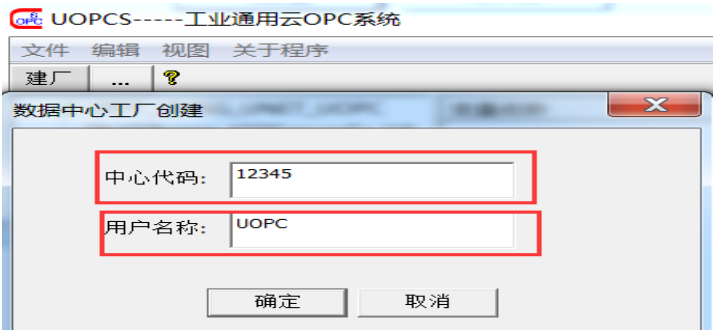 OPC UOPCS-----工业通用云OPC系统
文件 编辑 视图 关于程序
建厂 ... ?
数据中心工厂创建
中心代码: 12345
用户名称: UOPC
确定 取消